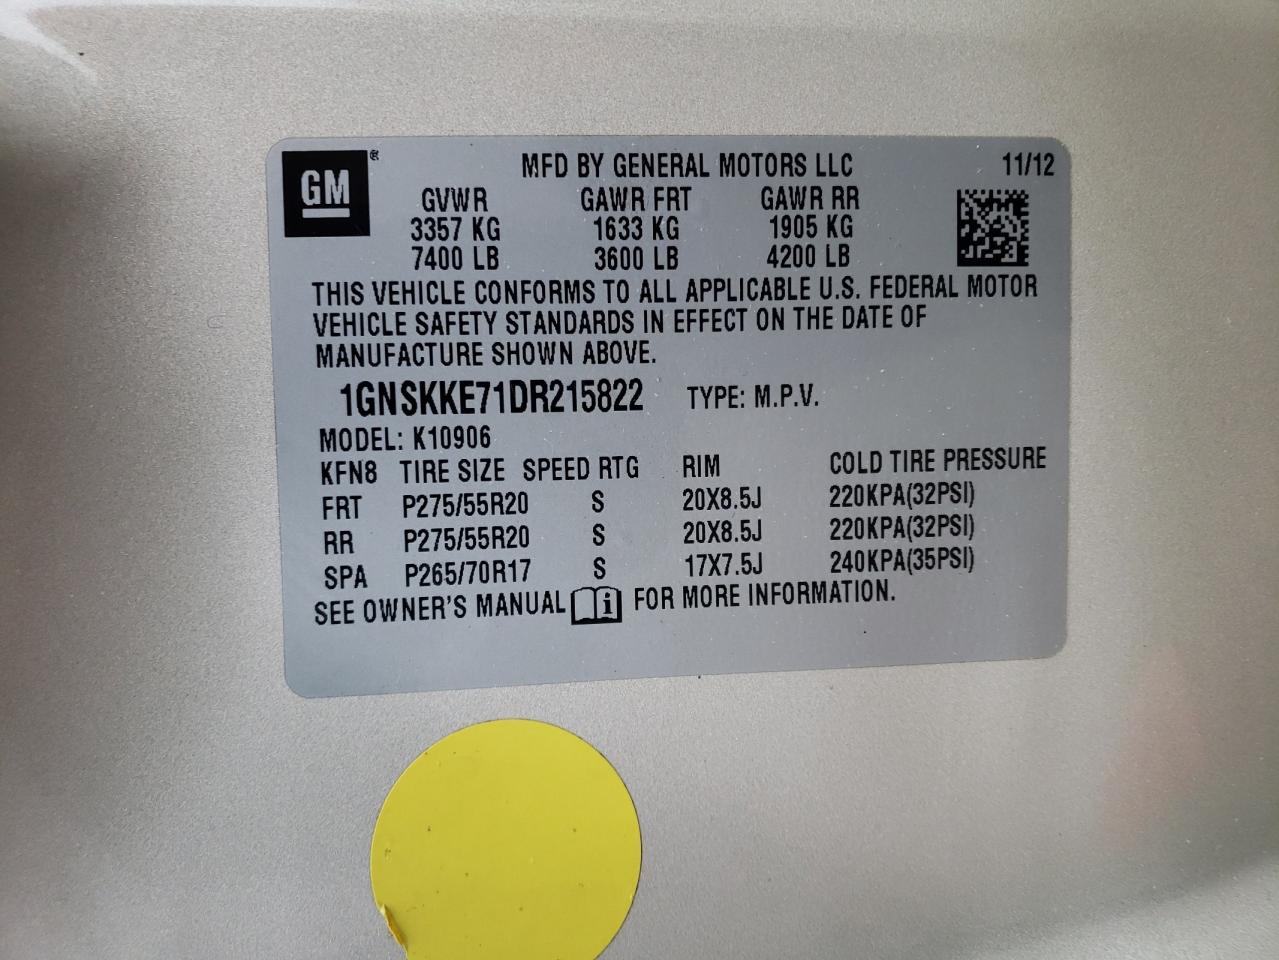 GM ® MFD BY GENERAL MOTORS LLC 11/12
GVWR GAWR FRT GAWR RR
3357 KG 1633 KG 1905 KG
7400 LB 3600 LB 4200 LB
THIS VEHICLE CONFORMS TO ALL APPLICABLE U.S. FEDERAL MOTOR
VEHICLE SAFETY STANDARDS IN EFFECT ON THE DATE OF
MANUFACTURE SHOWN ABOVE.
1GNSKKE71DR215822 TYPE: M.P.V.
MODEL: K10906
KFN8 TIRE SIZE SPEED RTG RIM COLD TIRE PRESSURE
FRT P275/55R20 S 20X8.5J 220KPA(32PSI)
RR P275/55R20 S 20X8.5J 220KPA(32PSI)
SPA P265/70R17 S 17X7.5J 240KPA(35PSI)
SEE OWNER'S MANUAL i FOR MORE INFORMATION.